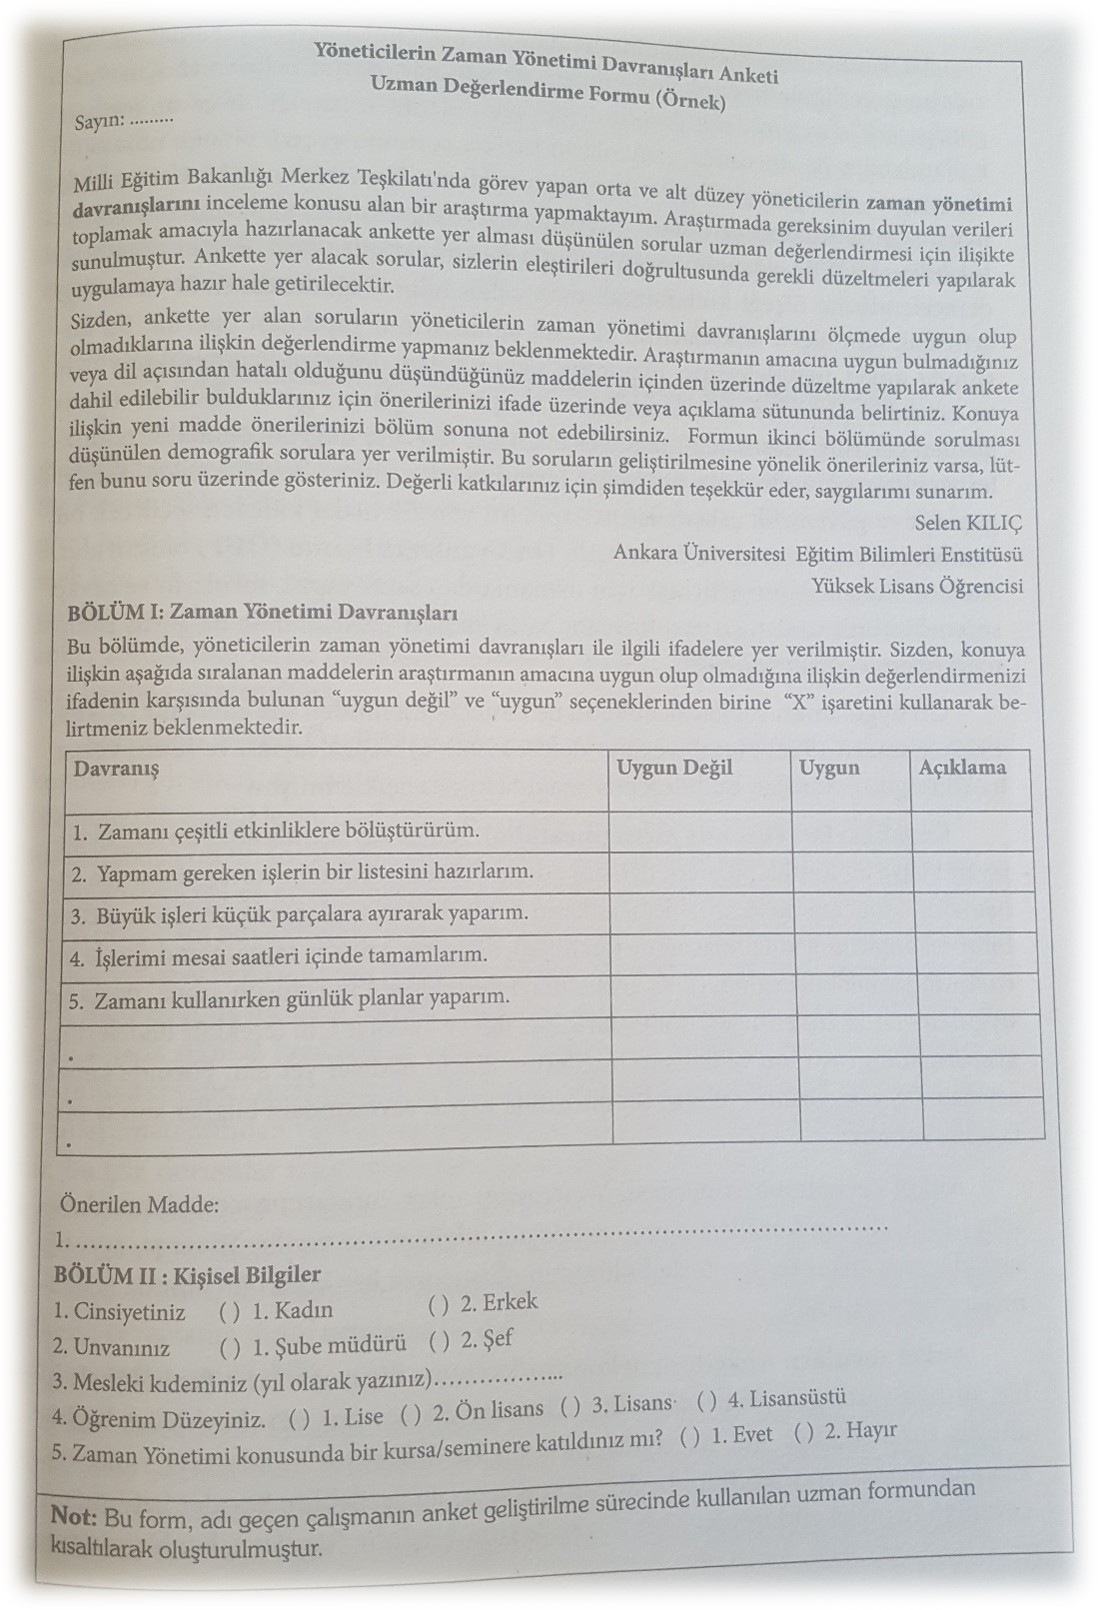 Yöneticilerin Zaman Yönetimi Davranışları Anketi
Uzman Değerlendirme Formu (Örnek)
Sayın: .........
Milli Eğitim Bakanlığı Merkez Teşkilatı'nda görev yapan orta ve alt düzey yöneticilerin zaman yönetimi
davranışlarını inceleme konusu alan bir araştırma yapmaktayım. Araştırmada gereksinim duyulan verileri
toplamak amacıyla hazırlanacak ankette yer alması düşünülen sorular uzman değerlendirmesi için ilişikte
sunulmuştur. Ankette yer alacak sorular, sizlerin eleştirileri doğrultusunda gerekli düzeltmeleri yapılarak
uygulamaya hazır hale getirilecektir.
Sizden, ankette yer alan soruların yöneticilerin zaman yönetimi davranışlarını ölçmede uygun olup
olmadıklarına ilişkin değerlendirme yapmanız beklenmektedir. Araştırmanın amacına uygun bulmadığınız
veya dil açısından hatalı olduğunu düşündüğünüz maddelerin içinden üzerinde düzeltme yapılarak ankete
dahil edilebilir bulduklarınız için önerilerinizi ifade üzerinde veya açıklama sütununda belirtiniz. Konuya
ilişkin yeni madde önerilerinizi bölüm sonuna not edebilirsiniz. Formun ikinci bölümünde sorulması
düşünülen demografik sorulara yer verilmiştir. Bu soruların geliştirilmesine yönelik önerileriniz varsa, lüt-
fen bunu soru üzerinde gösteriniz. Değerli katkılarınız için şimdiden teşekkür eder, saygılarımı sunarım.
Selen KILIÇ
Ankara Üniversitesi Eğitim Bilimleri Enstitüsü
Yüksek Lisans Öğrencisi
BÖLÜM I: Zaman Yönetimi Davranışları
Bu bölümde, yöneticilerin zaman yönetimi davranışları ile ilgili ifadelere yer verilmiştir. Sizden, konuya
ilişkin aşağıda sıralanan maddelerin araştırmanın amacına uygun olup olmadığına ilişkin değerlendirmenizi
ifadenin karşısında bulunan “uygun değil” ve “uygun” seçeneklerinden birine “X” işaretini kullanarak be-
lirtmeniz beklenmektedir.
Davranış Uygun Değil Uygun Açıklama
1. Zamanı çeşitli etkinliklere bölüştürürüm.
2. Yapmam gereken işlerin bir listesini hazırlarım.
3. Büyük işleri küçük parçalara ayırarak yaparım.
4. İşlerimi mesai saatleri içinde tamamlarım.
5. Zamanı kullanırken günlük planlar yaparım.
.
.
.
Önerilen Madde:
1. ..........................................................................................
BÖLÜM II : Kişisel Bilgiler
1. Cinsiyetiniz ( ) 1. Kadın ( ) 2. Erkek
2. Unvanınız ( ) 1. Şube müdürü ( ) 2. Şef
3. Mesleki kıdeminiz (yıl olarak yazınız)..................
4. Öğrenim Düzeyiniz. ( ) 1. Lise ( ) 2. Ön lisans ( ) 3. Lisans ( ) 4. Lisansüstü
5. Zaman Yönetimi konusunda bir kursa/seminere katıldınız mı? ( ) 1. Evet ( ) 2. Hayır
Not: Bu form, adı geçen çalışmanın anket geliştirilme sürecinde kullanılan uzman formundan
kısaltılarak oluşturulmuştur.